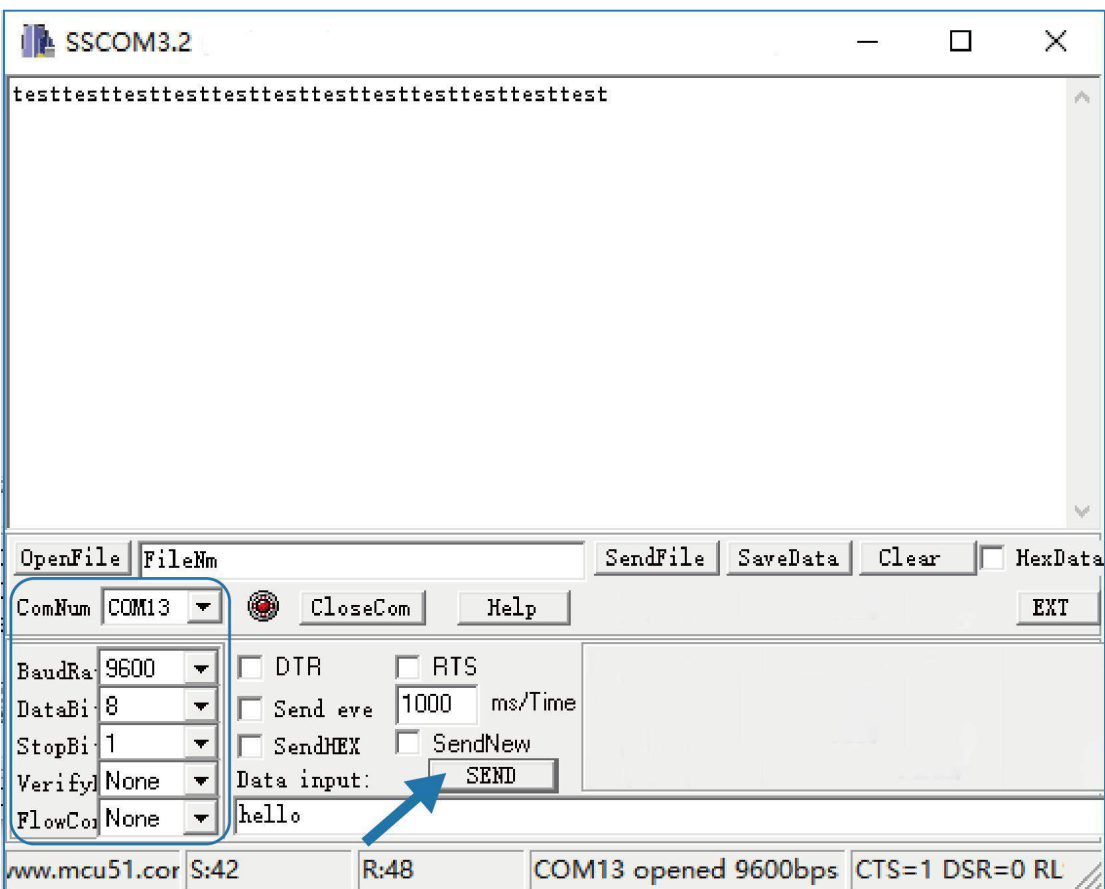 SSCOM3.2
testtesttesttesttesttesttesttesttesttesttesttest
OpenFile FileNm SendFile SaveData Clear HexData
ComNum COM13 CloseCom Help EXT
BaudRa 9600 DTR RTS
DataBi 8 Send eve 1000 ms/Time
StopBi 1 SendHEX SendNew
Verify None Data input: SEND
FlowCo None hello
www.mcu51.cor S:42 R:48 COM13 opened 9600bps CTS=1 DSR=0 RL